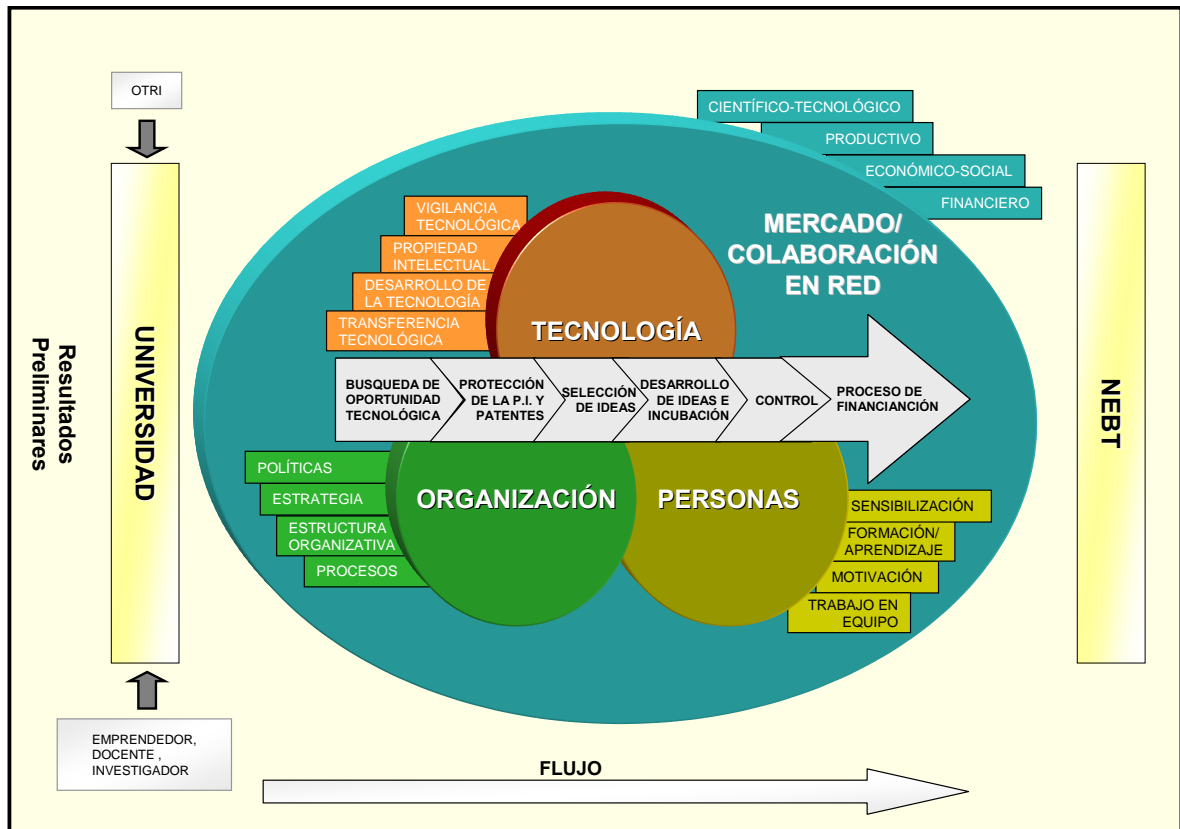 OTRI
UNIVERSIDAD
Resultados
Preliminares
EMPRENDEDOR,
DOCENTE ,
INVESTIGADOR
CIENTÍFICO-TECNOLÓGICO
PRODUCTIVO
ECONÓMICO-SOCIAL
FINANCIERO
MERCADO/
COLABORACIÓN
EN RED
VIGILANCIA
TECNOLÓGICA
PROPIEDAD
INTELECTUAL
DESARROLLO DE
LA TECNOLOGÍA
TRANSFERENCIA
TECNOLÓGICA
TECNOLOGÍA
BUSQUEDA DE
OPORTUNIDAD
TECNOLÓGICA
PROTECCIÓN
DE LA P.I. Y
PATENTES
SELECCIÓN
DE IDEAS
DESARROLLO
DE IDEAS E
INCUBACIÓN
CONTROL
PROCESO DE
FINANCIANCIÓN
POLÍTICAS
ESTRATEGIA
ESTRUCTURA
ORGANIZATIVA
PROCESOS
ORGANIZACIÓN
PERSONAS
SENSIBILIZACIÓN
FORMACIÓN/
APRENDIZAJE
MOTIVACIÓN
TRABAJO EN
EQUIPO
NEBT
FLUJO